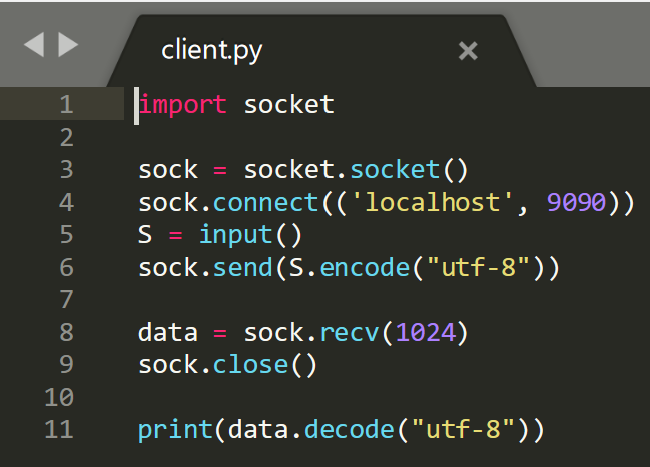 client.py ×
1 import socket
2
3 sock = socket.socket()
4 sock.connect(('localhost', 9090))
5 S = input()
6 sock.send(S.encode("utf-8"))
7
8 data = sock.recv(1024)
9 sock.close()
10
11 print(data.decode("utf-8"))